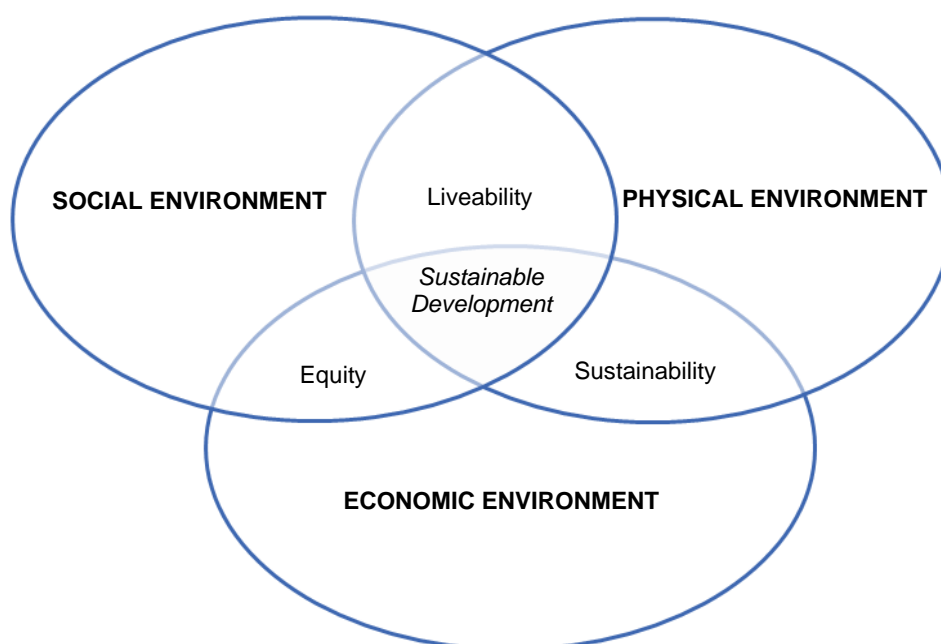 SOCIAL ENVIRONMENT
Liveability
PHYSICAL ENVIRONMENT
Sustainable
Development
Equity
Sustainability
ECONOMIC ENVIRONMENT